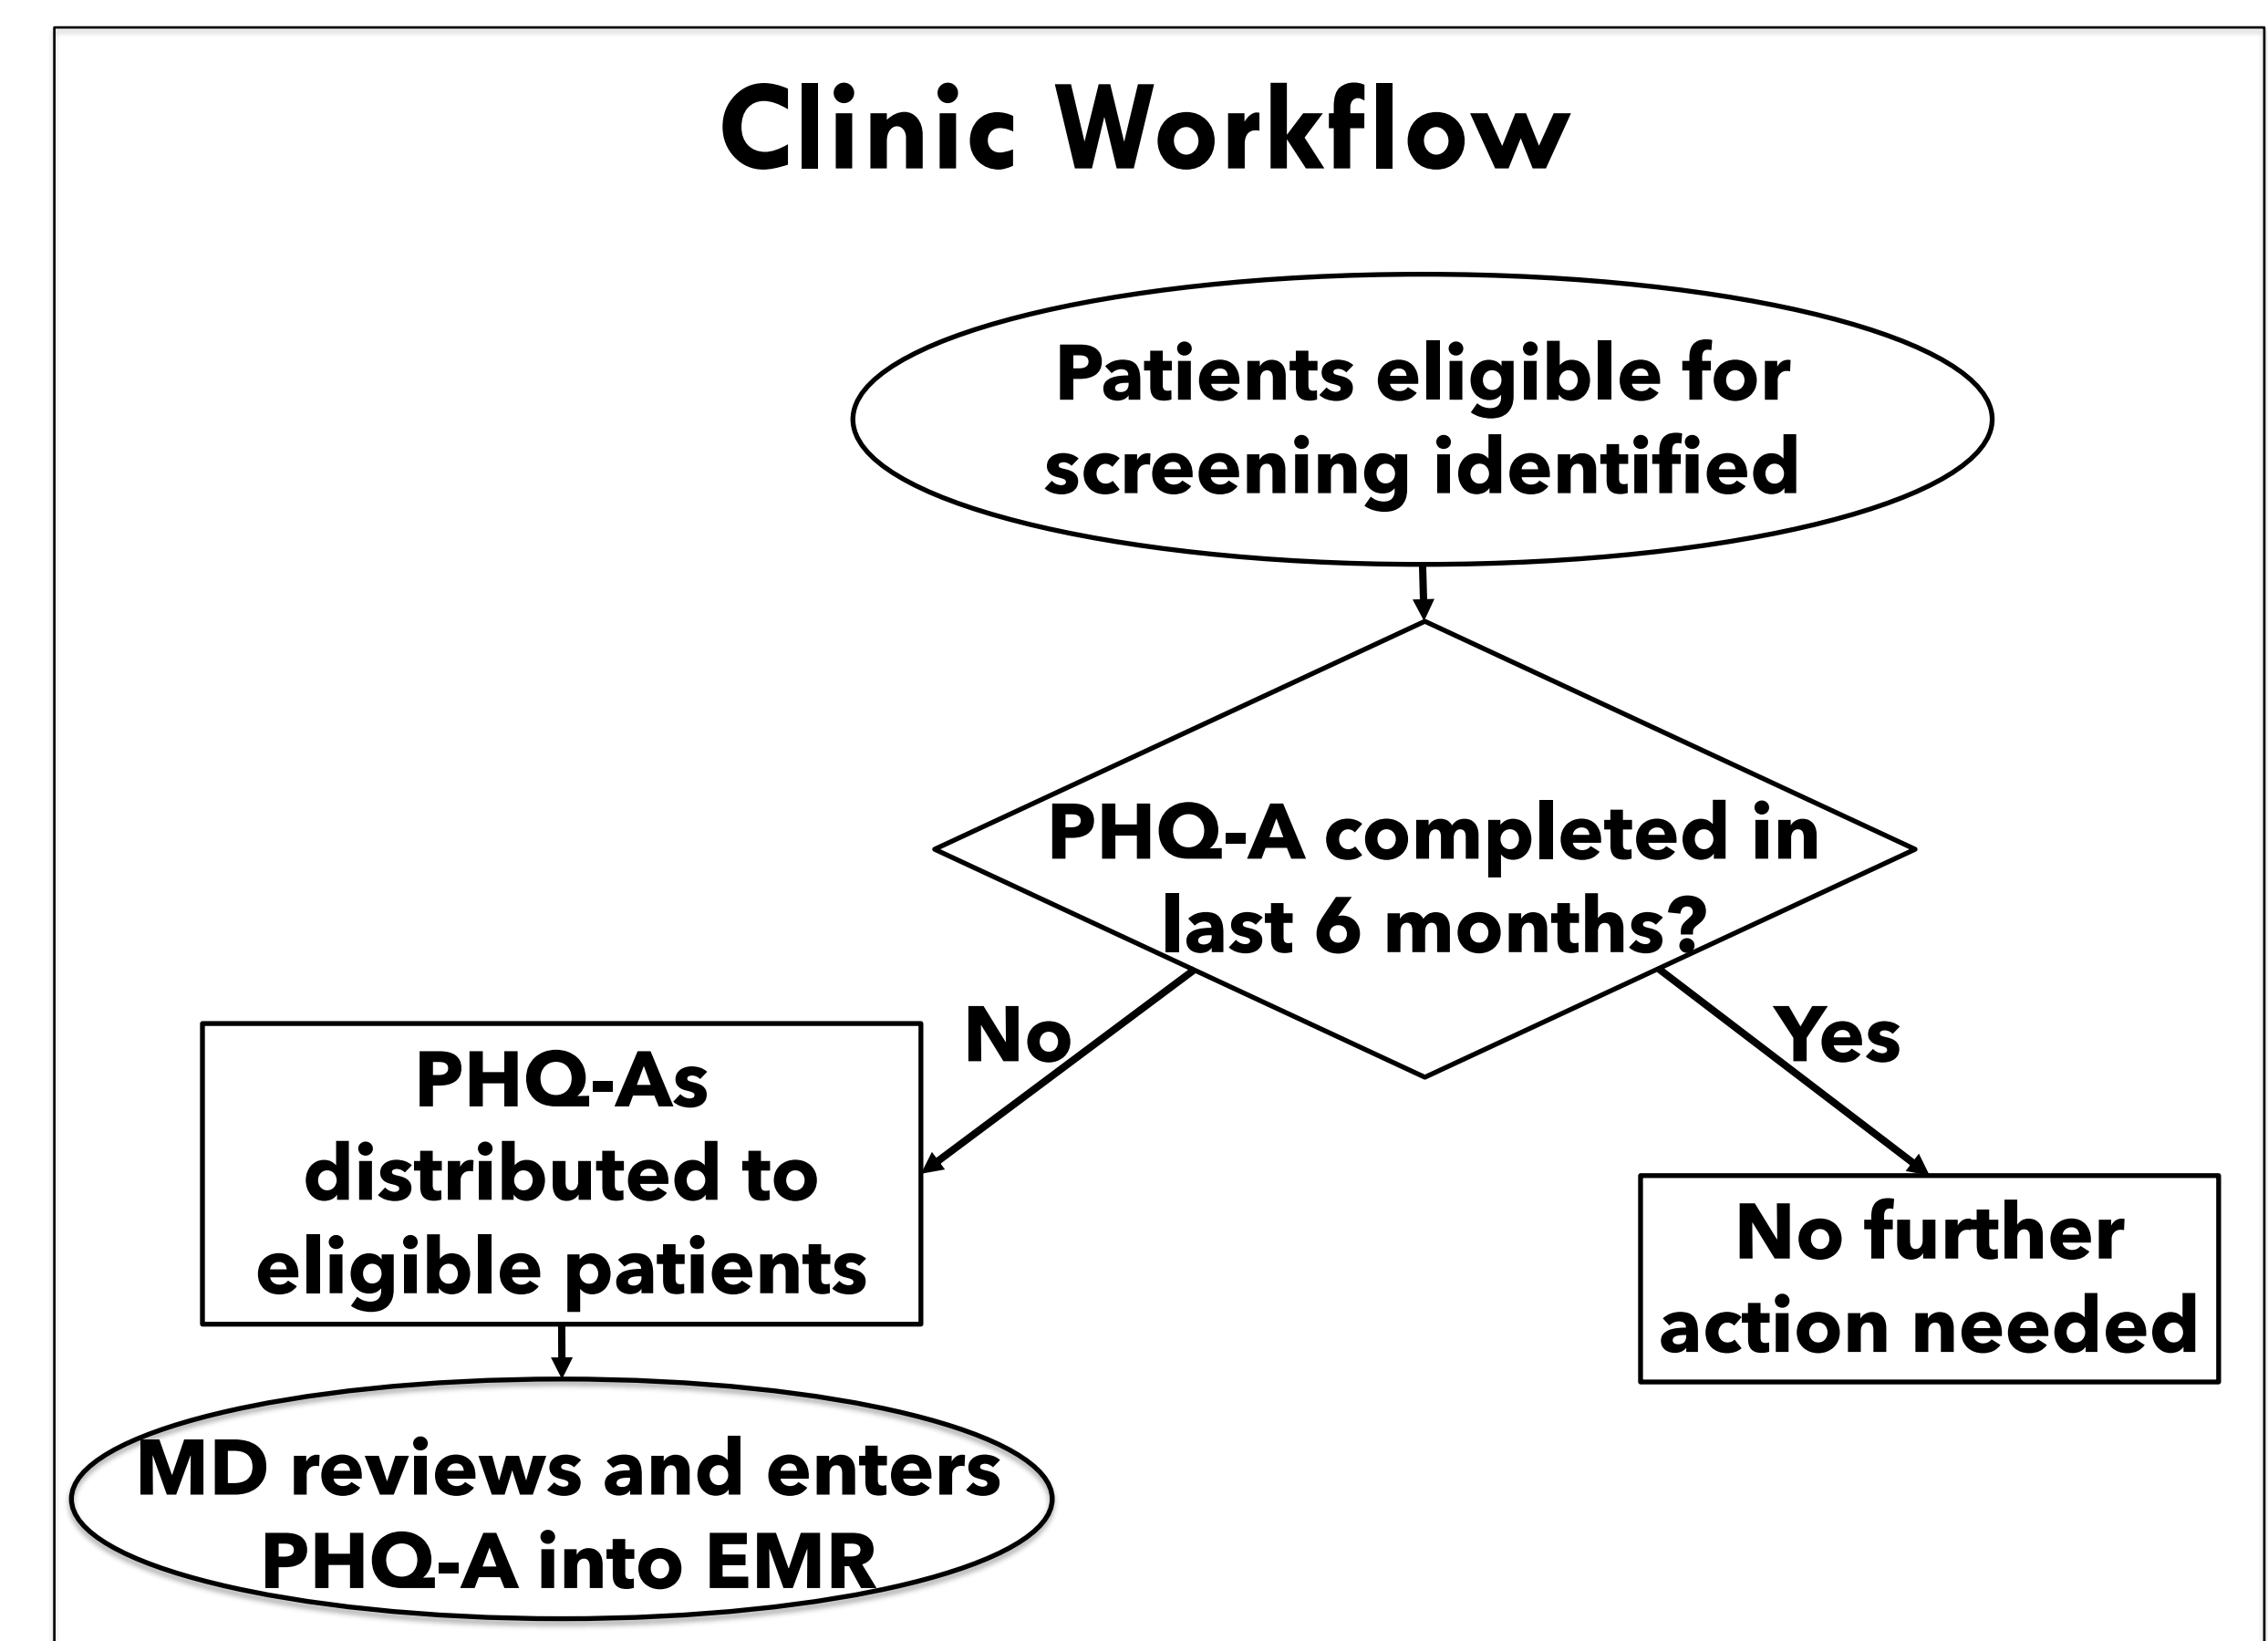 Clinic Workflow
Patients eligible for
screening identified
PHQ-A completed in
last 6 months?
No
Yes
PHQ-As
distributed to
eligible patients
No further
action needed
MD reviews and enters
PHQ-A into EMR